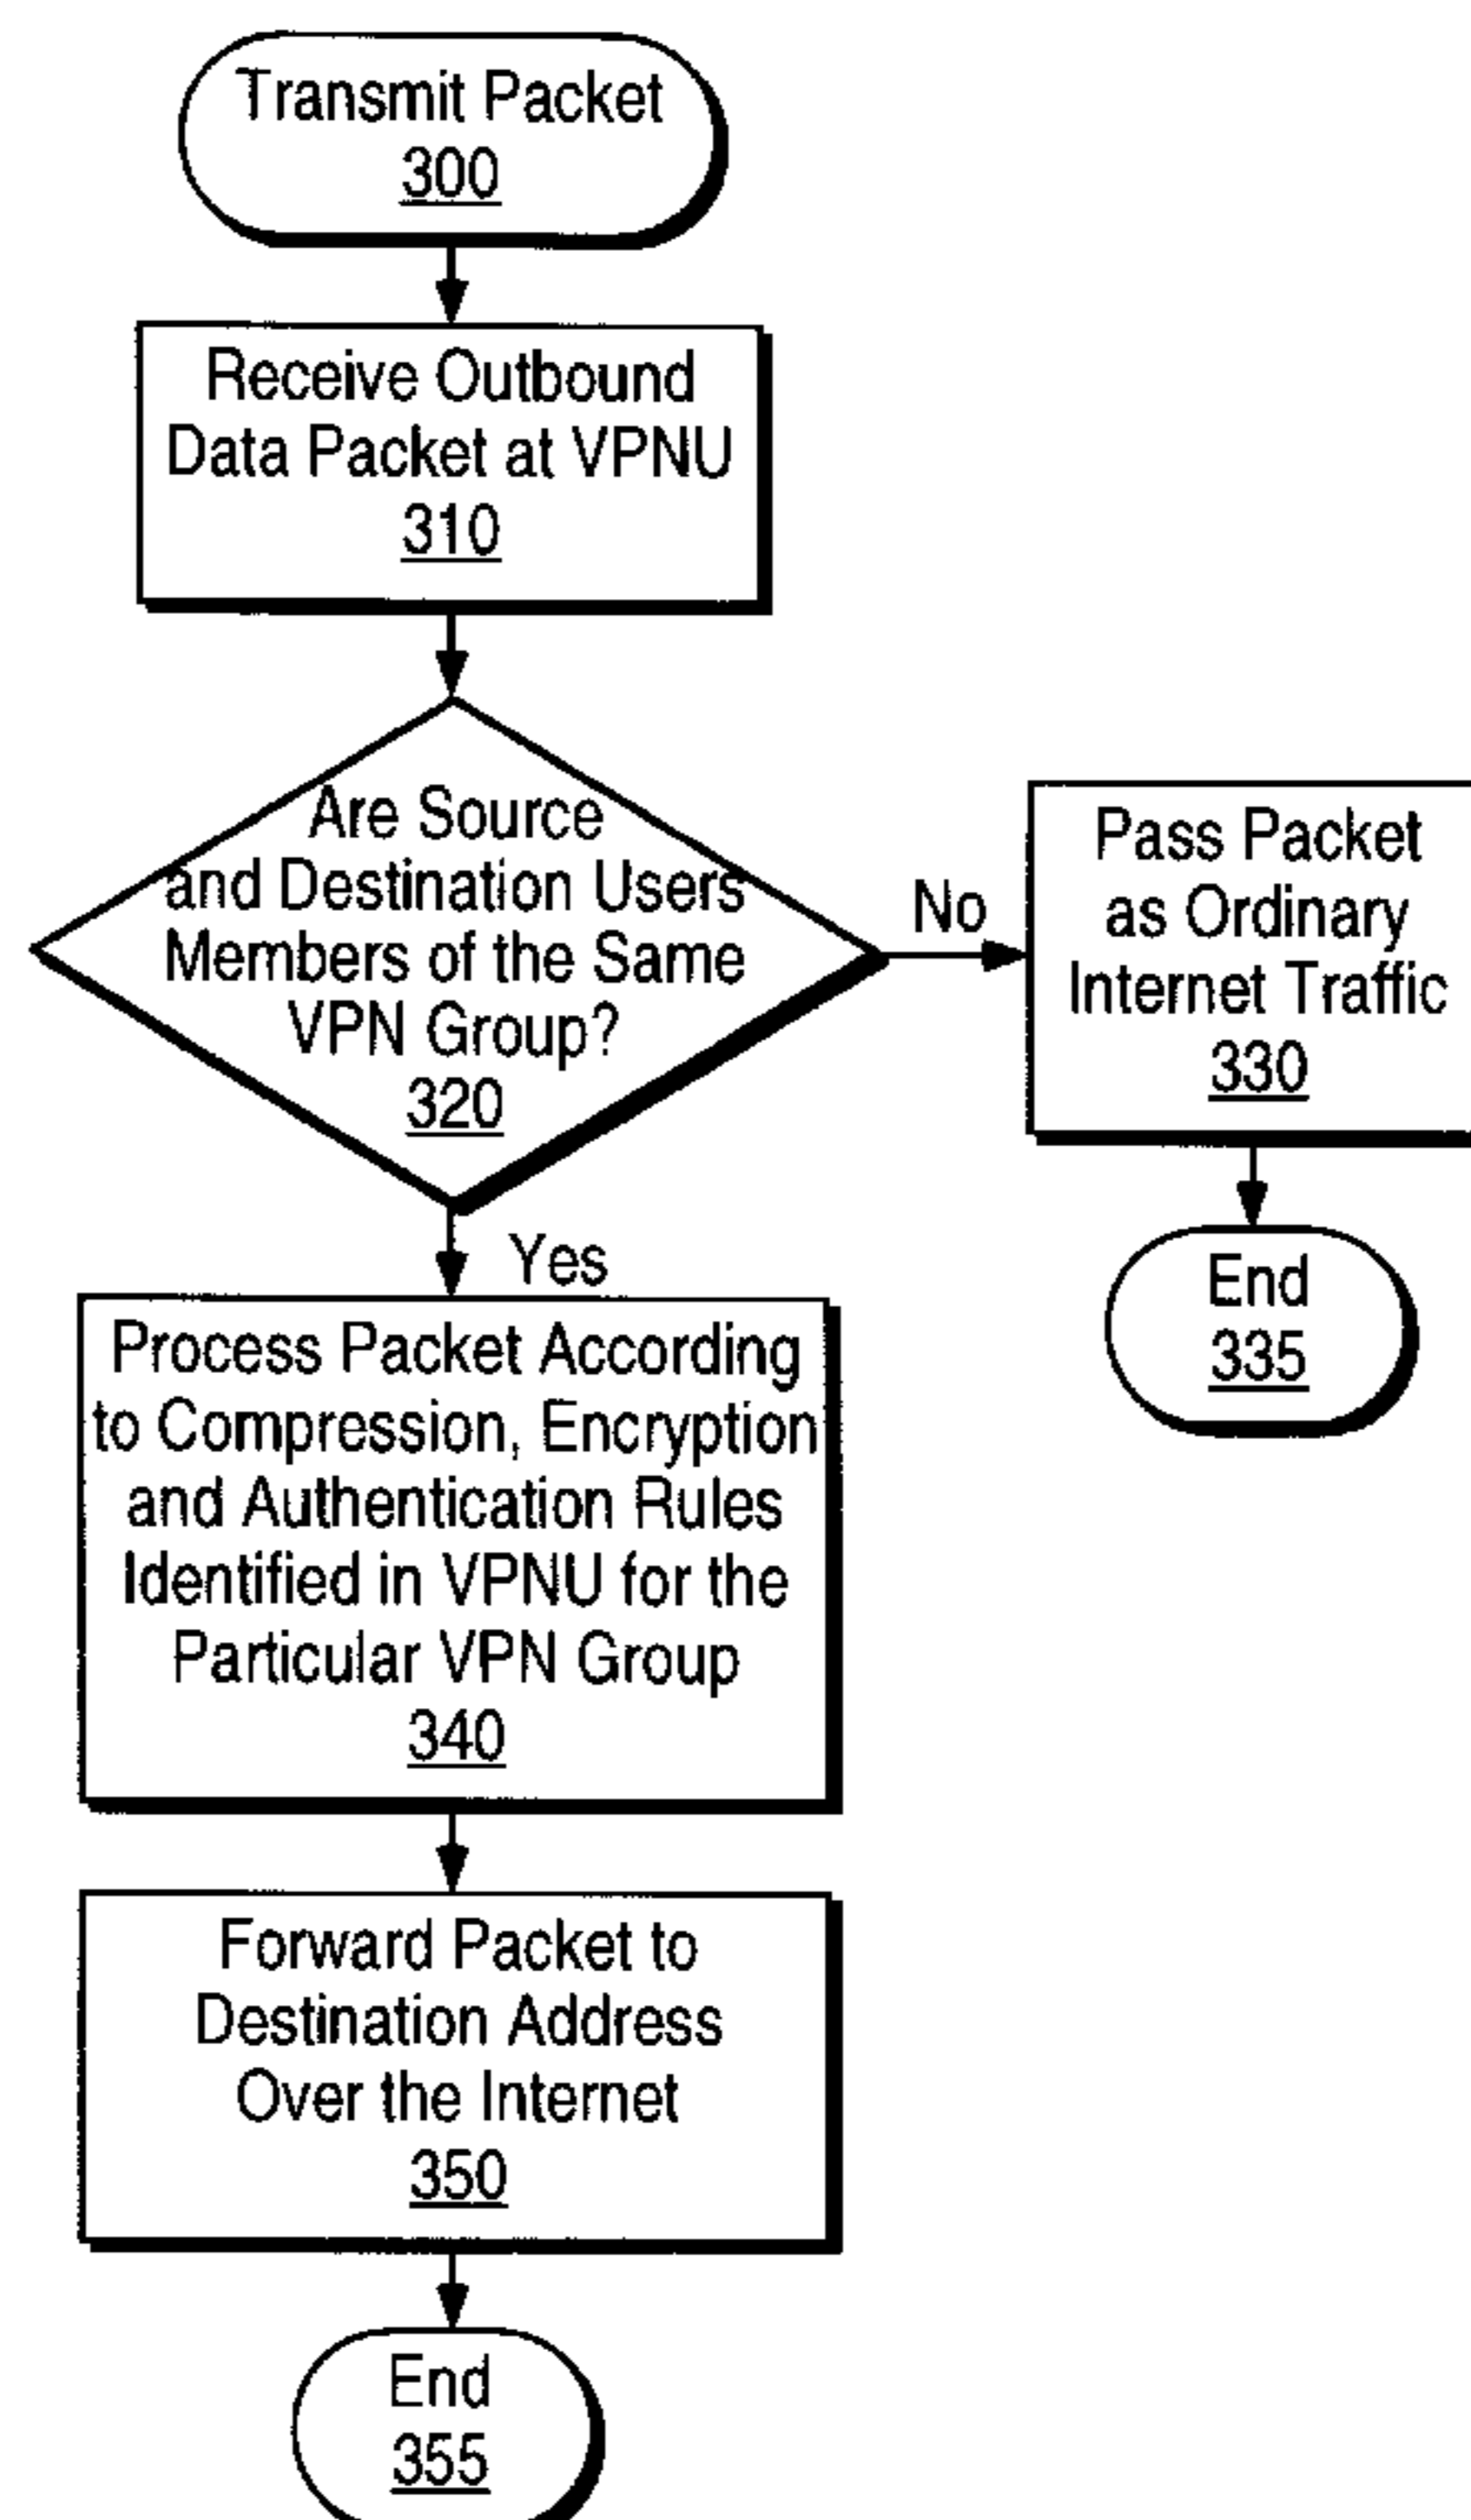 Transmit Packet
300
Receive Outbound
Data Packet at VPNU
310
Are Source
and Destination Users
Members of the Same
VPN Group?
320
No
Pass Packet
as Ordinary
Internet Traffic
330
End
335
Yes
Process Packet According
to Compression, Encryption
and Authentication Rules
Identified in VPNU for the
Particular VPN Group
340
Forward Packet to
Destination Address
Over the Internet
350
End
355